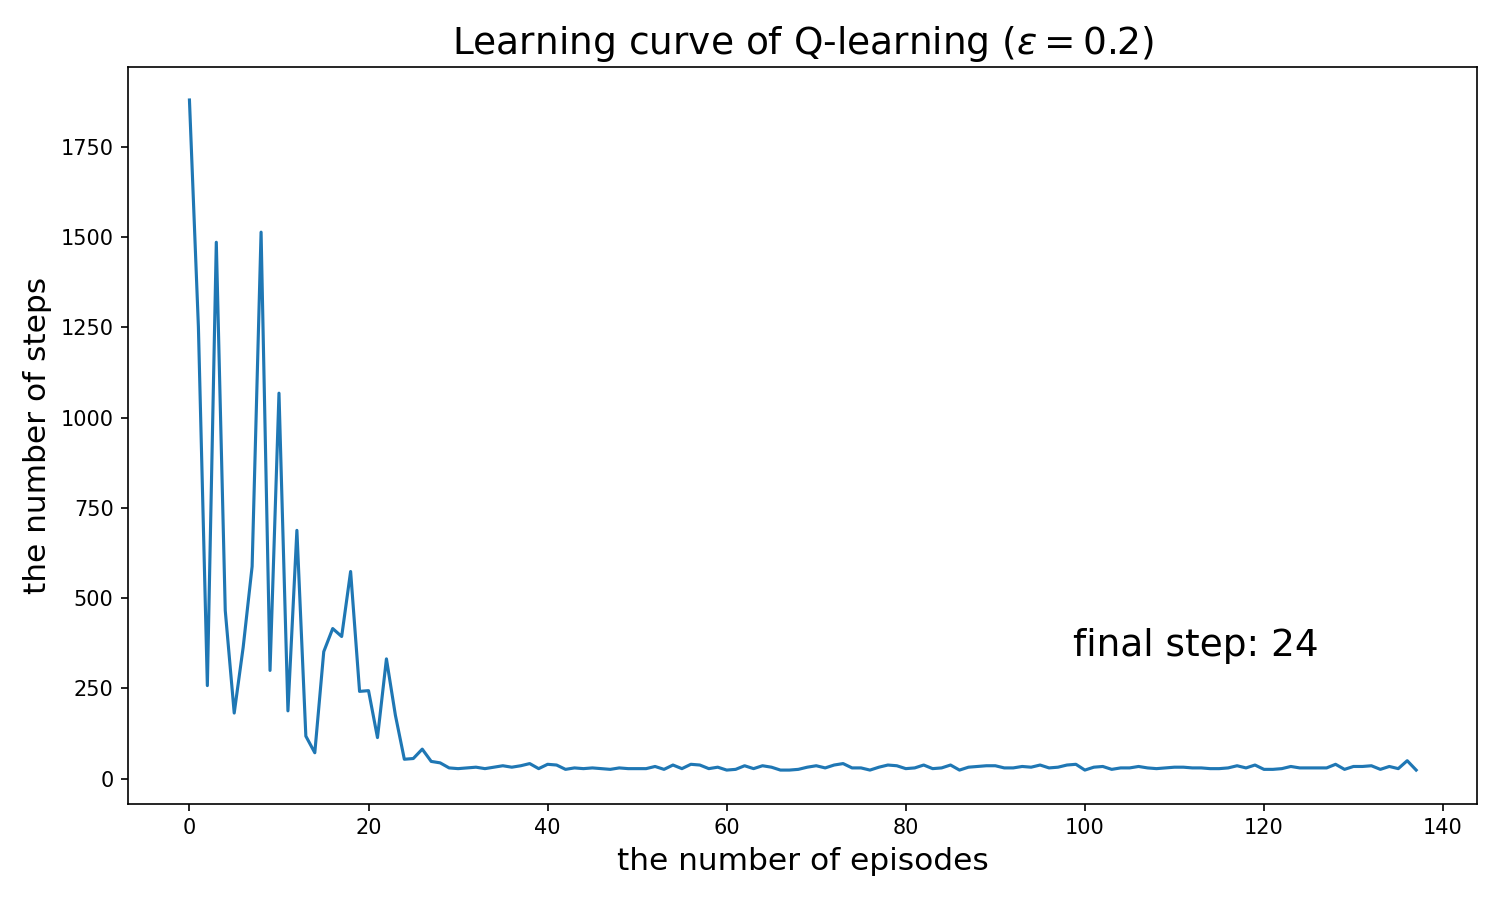 Learning curve of Q-learning (ε = 0.2)
the number of steps
1750
1500
1250
1000
750
500
250
0
final step: 24
0 20 40 60 80 100 120 140
the number of episodes